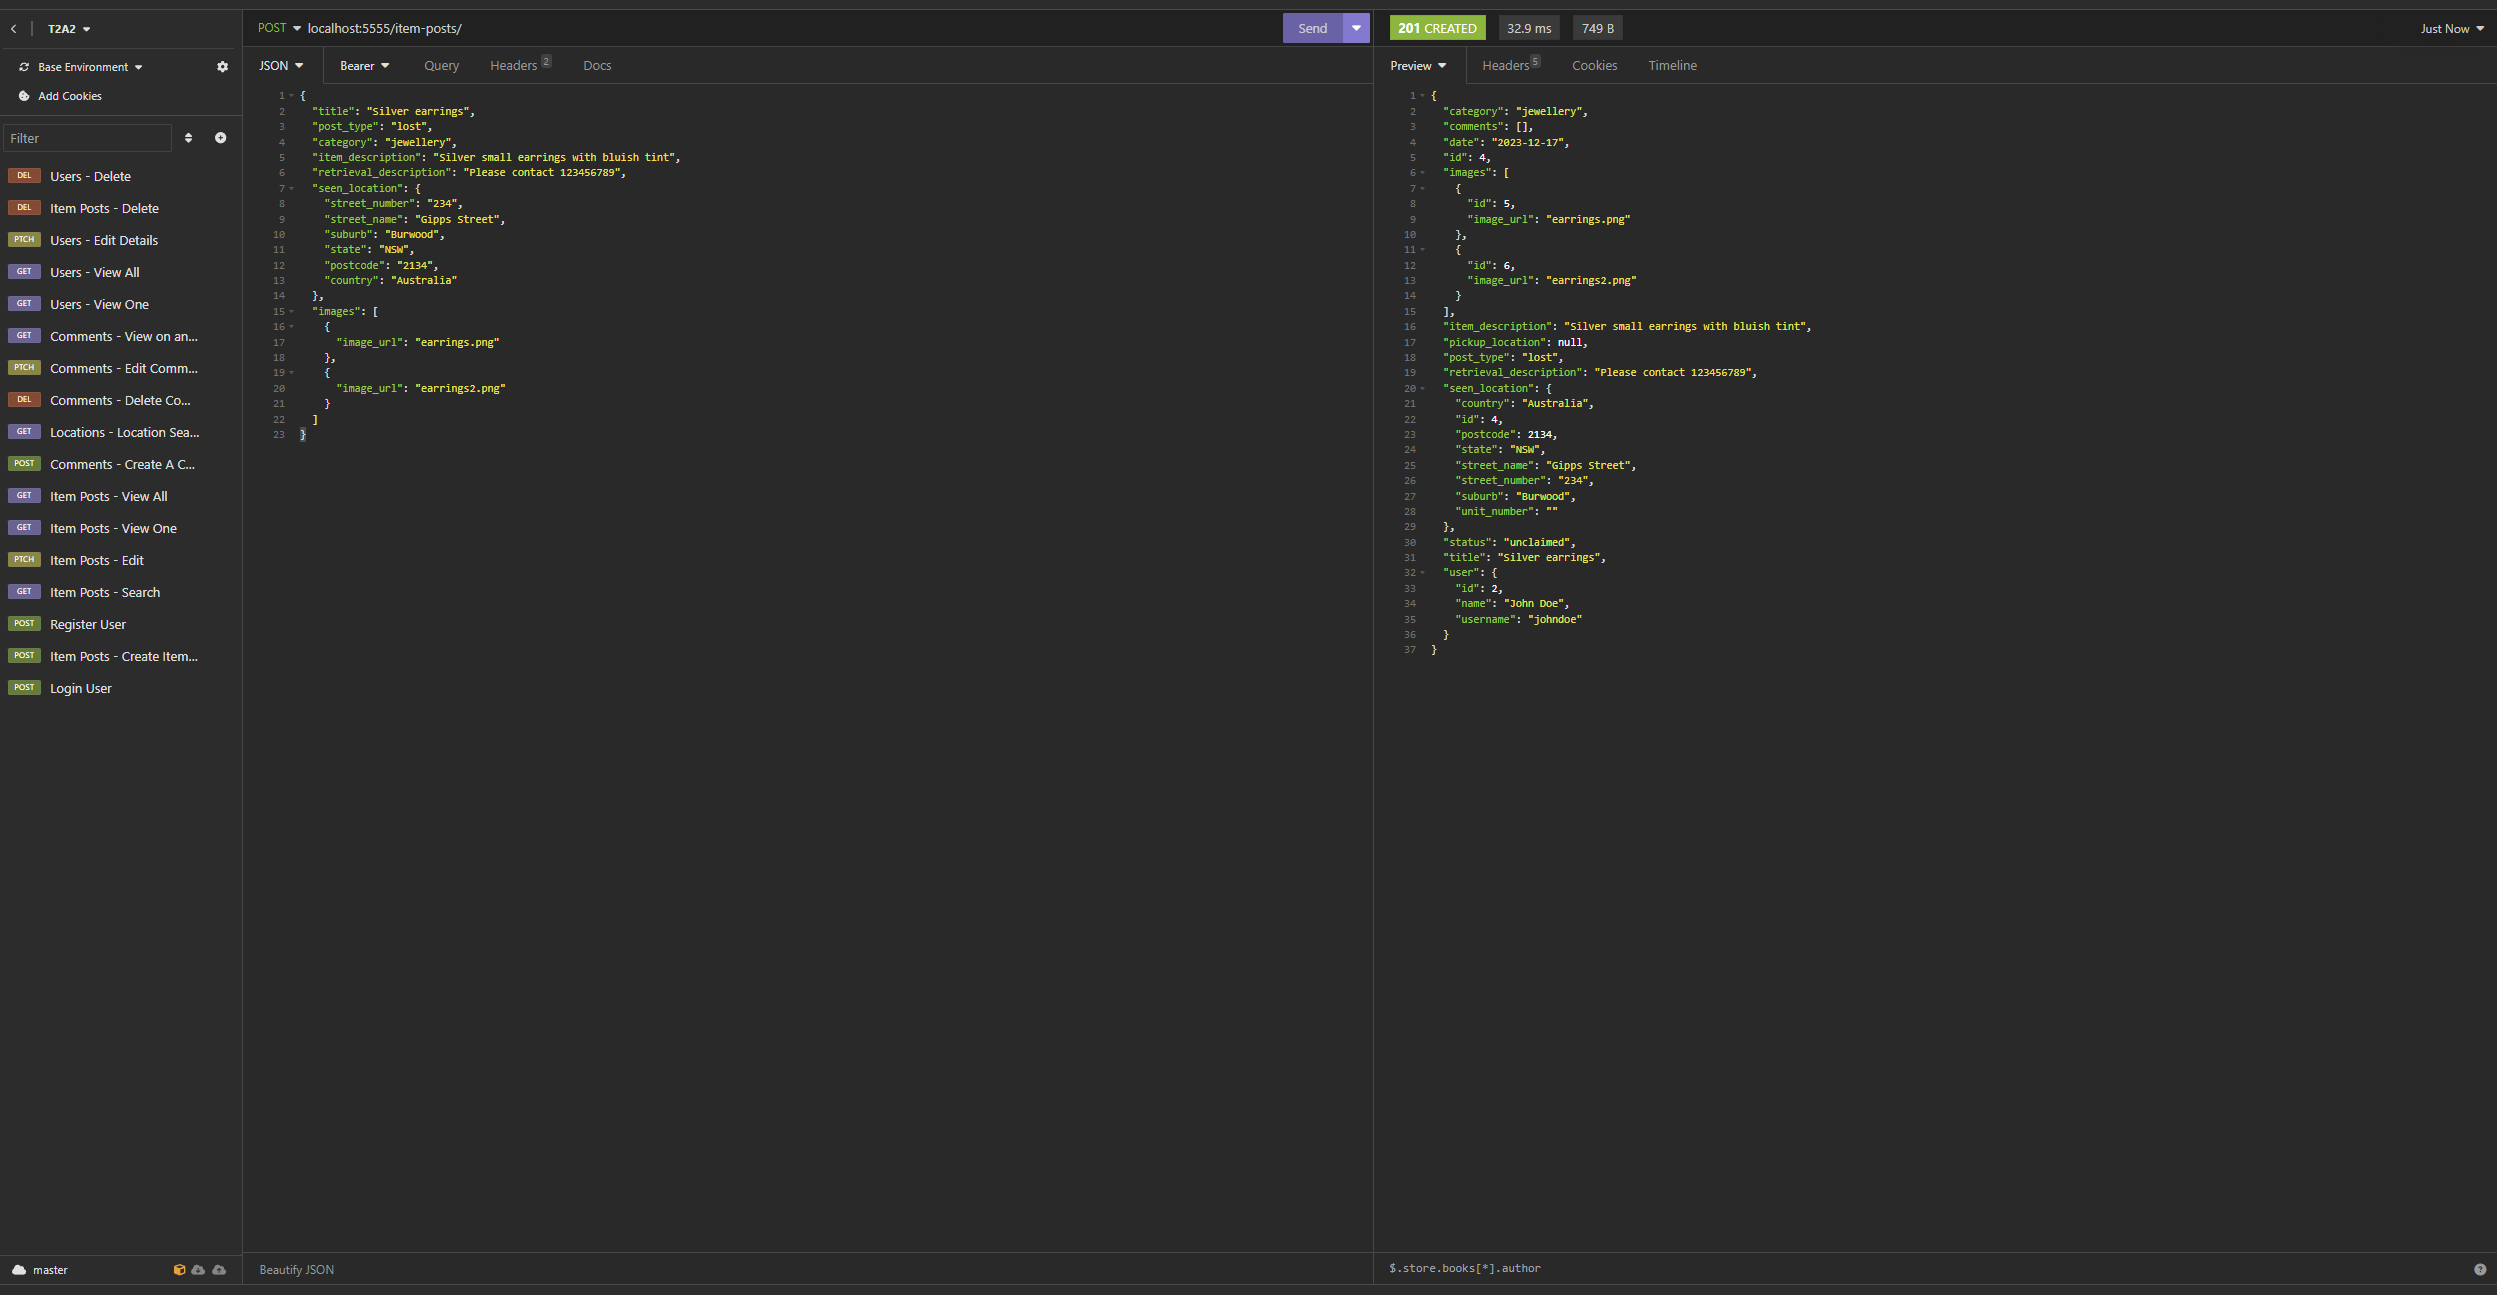 T2A2
Base Environment
Add Cookies
Filter
DEL Users - Delete
DEL Item Posts - Delete
PTCH Users - Edit Details
GET Users - View All
GET Users - View One
GET Comments - View on an...
PTCH Comments - Edit Comm...
DEL Comments - Delete Co...
GET Locations - Location Sea...
POST Comments - Create A C...
GET Item Posts - View All
GET Item Posts - View One
PTCH Item Posts - Edit
GET Item Posts - Search
POST Register User
POST Item Posts - Create Item...
POST Login User
master
POST localhost:5555/item-posts/ Send
JSON Bearer Query Headers 2 Docs
1 {
2 "title": "Silver earrings",
3 "post_type": "lost",
4 "category": "jewellery",
5 "item_description": "Silver small earrings with bluish tint",
6 "retrieval_description": "Please contact 123456789",
7 "seen_location": {
8 "street_number": "234",
9 "street_name": "Gipps Street",
10 "suburb": "Burwood",
11 "state": "NSW",
12 "postcode": "2134",
13 "country": "Australia"
14 },
15 "images": [
16 {
17 "image_url": "earrings.png"
18 },
19 {
20 "image_url": "earrings2.png"
21 }
22 ]
23 }
Beautify JSON
201 CREATED 32.9 ms 749 B Just Now
Preview Headers 5 Cookies Timeline
1 {
2 "category": "jewellery",
3 "comments": [],
4 "date": "2023-12-17",
5 "id": 4,
6 "images": [
7 {
8 "id": 5,
9 "image_url": "earrings.png"
10 },
11 {
12 "id": 6,
13 "image_url": "earrings2.png"
14 }
15 ],
16 "item_description": "Silver small earrings with bluish tint",
17 "pickup_location": null,
18 "post_type": "lost",
19 "retrieval_description": "Please contact 123456789",
20 "seen_location": {
21 "country": "Australia",
22 "id": 4,
23 "postcode": 2134,
24 "state": "NSW",
25 "street_name": "Gipps Street",
26 "street_number": "234",
27 "suburb": "Burwood",
28 "unit_number": ""
29 },
30 "status": "unclaimed",
31 "title": "Silver earrings",
32 "user": {
33 "id": 2,
34 "name": "John Doe",
35 "username": "johndoe"
36 }
37 }
$.store.books[*].author